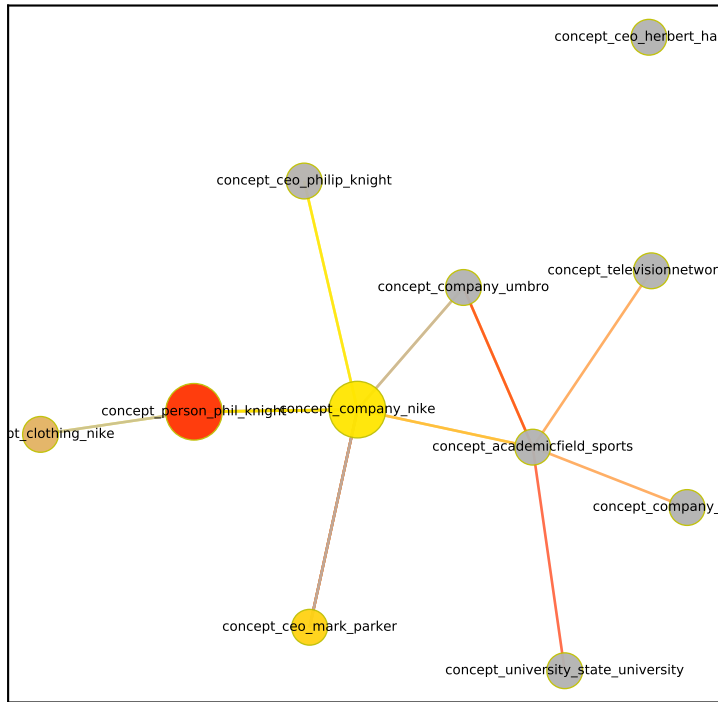 concept_ceo_herbert_ha
concept_ceo_philip_knight
concept_televisionnetwor
concept_company_umbro
concept_person_phil_knight
concept_company_nike
pt_clothing_nike
concept_academicfield_sports
concept_company_
concept_ceo_mark_parker
concept_university_state_university